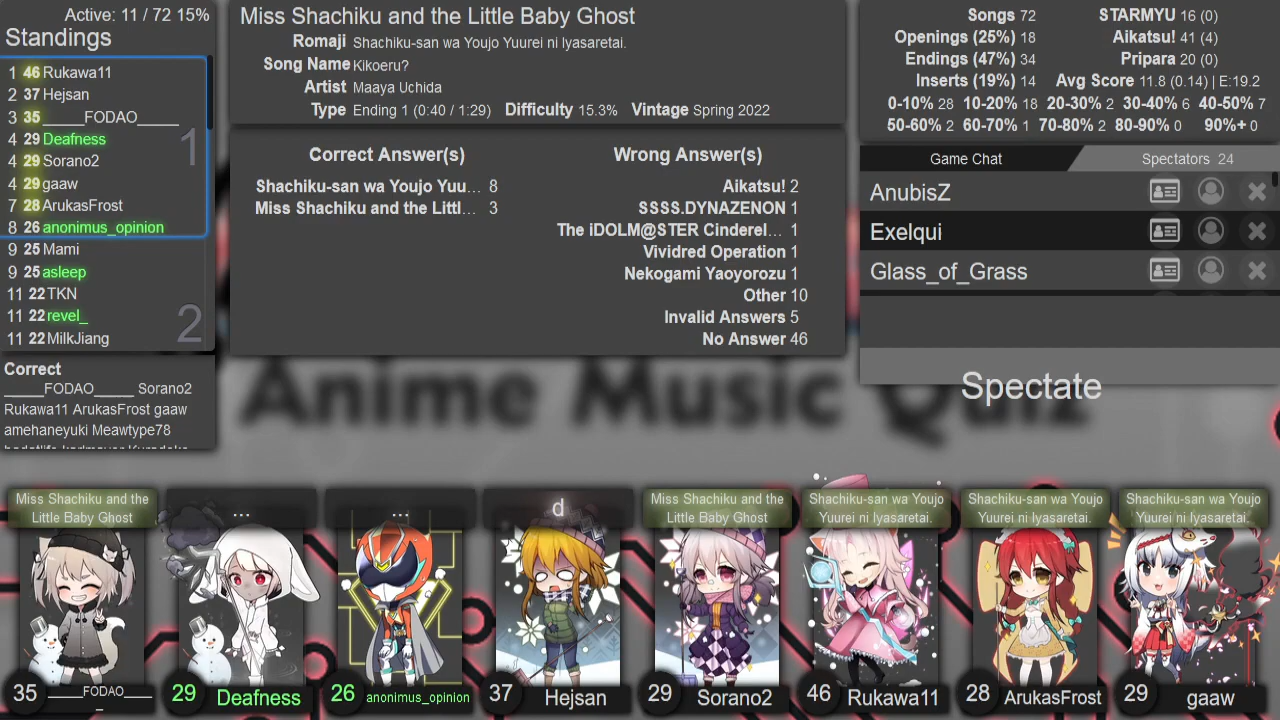 Active: 11 / 72 15%
Standings
1 46 Rukawa11
2 37 Hejsan
3 35 _____FODAO_____
4 29 Deafness
4 29 Sorano2
4 29 gaaw
7 28 ArukasFrost
8 26 anonimus_opinion
1
9 25 Mami
9 25 asleep
11 22 TKN
11 22 revel_
11 22 MilkJiang
2
Correct
_____FODAO_____ Sorano2
Rukawa11 ArukasFrost gaaw
amehaneyuki Meawtype78
Miss Shachiku and the Little Baby Ghost
Romaji Shachiku-san wa Youjo Yuurei ni Iyasaretai.
Song Name Kikoeru?
Artist Maaya Uchida
Type Ending 1 (0:40 / 1:29) Difficulty 15.3% Vintage Spring 2022
Correct Answer(s)
Shachiku-san wa Youjo Yuu... 8
Miss Shachiku and the Littl... 3
Wrong Answer(s)
Aikatsu! 2
SSSS.DYNAZENON 1
The iDOLM@STER Cinderel... 1
Vividred Operation 1
Nekogami Yaoyorozu 1
Other 10
Invalid Answers 5
No Answer 46
Songs 72 STARMYU 16 (0)
Openings (25%) 18 Aikatsu! 41 (4)
Endings (47%) 34 Pripara 20 (0)
Inserts (19%) 14 Avg Score 11.8 (0.14) | E:19.2
0-10% 28 10-20% 18 20-30% 2 30-40% 6 40-50% 7
50-60% 2 60-70% 1 70-80% 2 80-90% 0 90%+ 0
Game Chat Spectators 24
AnubisZ
Exelqui
Glass_of_Grass
Spectate
Anime Music Quiz
Miss Shachiku and the
Little Baby Ghost
...
...
d
Miss Shachiku and the
Little Baby Ghost
Shachiku-san wa Youjo
Yuurei ni Iyasaretai.
Shachiku-san wa Youjo
Yuurei ni Iyasaretai.
Shachiku-san wa Youjo
Yuurei ni Iyasaretai.
35 _____FODAO____
_
29 Deafness
26 anonimus_opinion
37 Hejsan
29 Sorano2
46 Rukawa11
28 ArukasFrost
29 gaaw